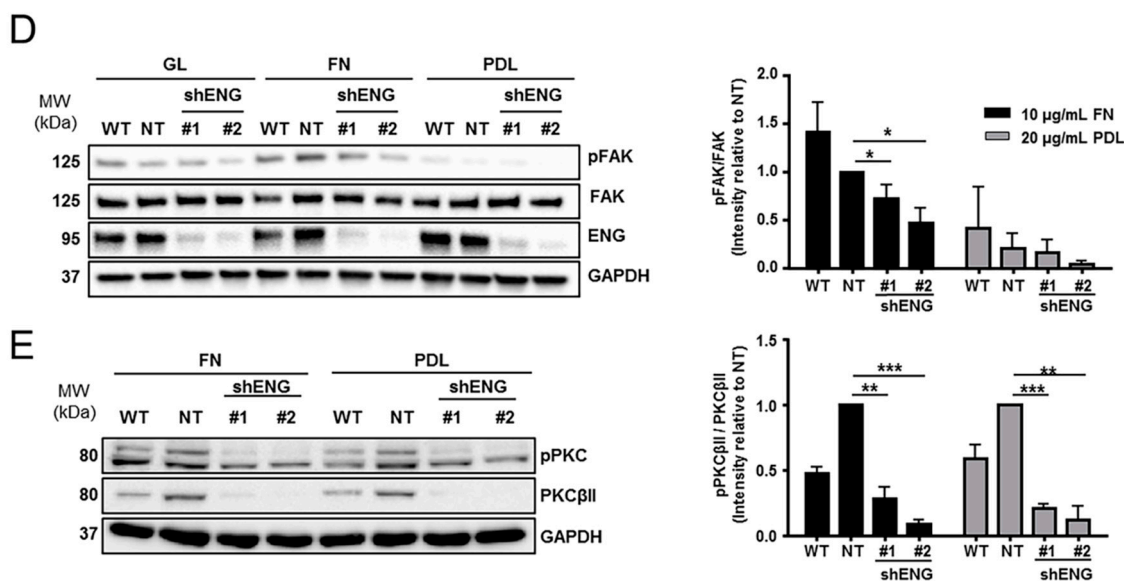 D
GL FN PDL
MW
(kDa)
shENG shENG shENG
WT NT #1 #2 WT NT #1 #2 WT NT #1 #2
125 pFAK
125 FAK
95 ENG
37 GAPDH
pFAK/FAK
(Intensity relative to NT)
2.0
1.5
1.0
0.5
0.0
*
*
10 µg/mL FN
20 µg/mL PDL
WT NT #1 #2 WT NT #1 #2
shENG shENG
E
FN PDL
MW
(kDa)
shENG shENG
WT NT #1 #2 WT NT #1 #2
80 pPKC
80 PKCβII
37 GAPDH
pPKCβII / PKCβII
(Intensity relative to NT)
1.5
1.0
0.5
0.0
***
**
**
***
WT NT #1 #2 WT NT #1 #2
shENG shENG